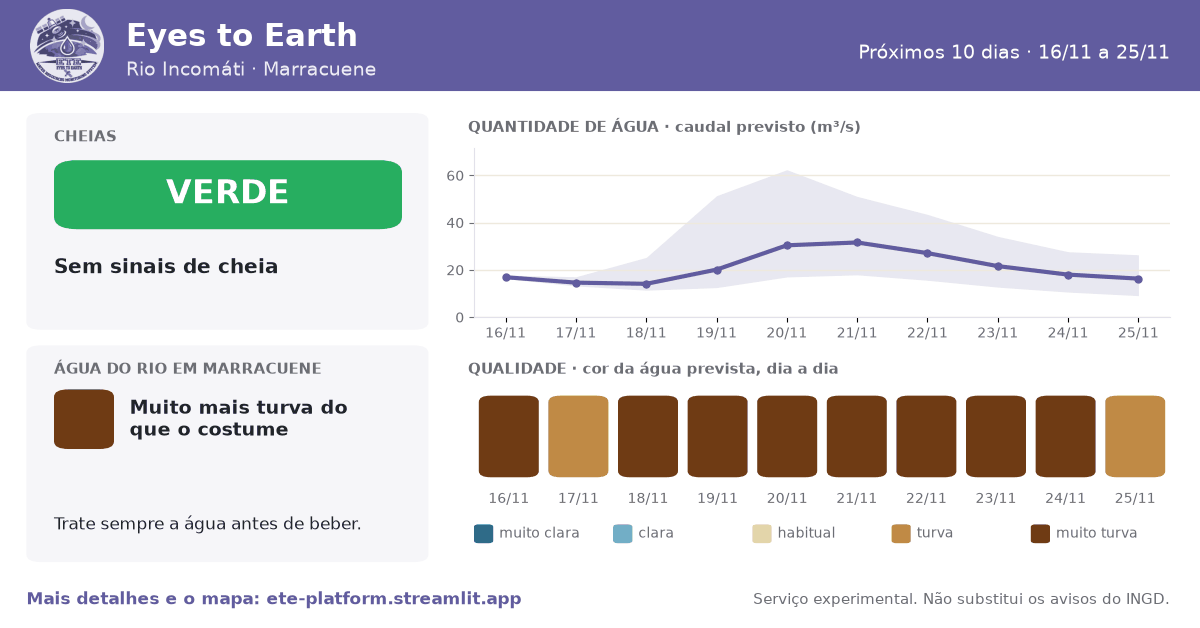 Eyes to Earth
Rio Incomáti · Marracuene
Próximos 10 dias · 16/11 a 25/11
CHEIAS
VERDE
Sem sinais de cheia
ÁGUA DO RIO EM MARRACUENE
Muito mais turva do
que o costume
Trate sempre a água antes de beber.
QUANTIDADE DE ÁGUA · caudal previsto (m³/s)
60
40
20
0
16/11 17/11 18/11 19/11 20/11 21/11 22/11 23/11 24/11 25/11
QUALIDADE · cor da água prevista, dia a dia
16/11 17/11 18/11 19/11 20/11 21/11 22/11 23/11 24/11 25/11
muito clara clara habitual turva muito turva
Mais detalhes e o mapa: ete-platform.streamlit.app
Serviço experimental. Não substitui os avisos do INGD.